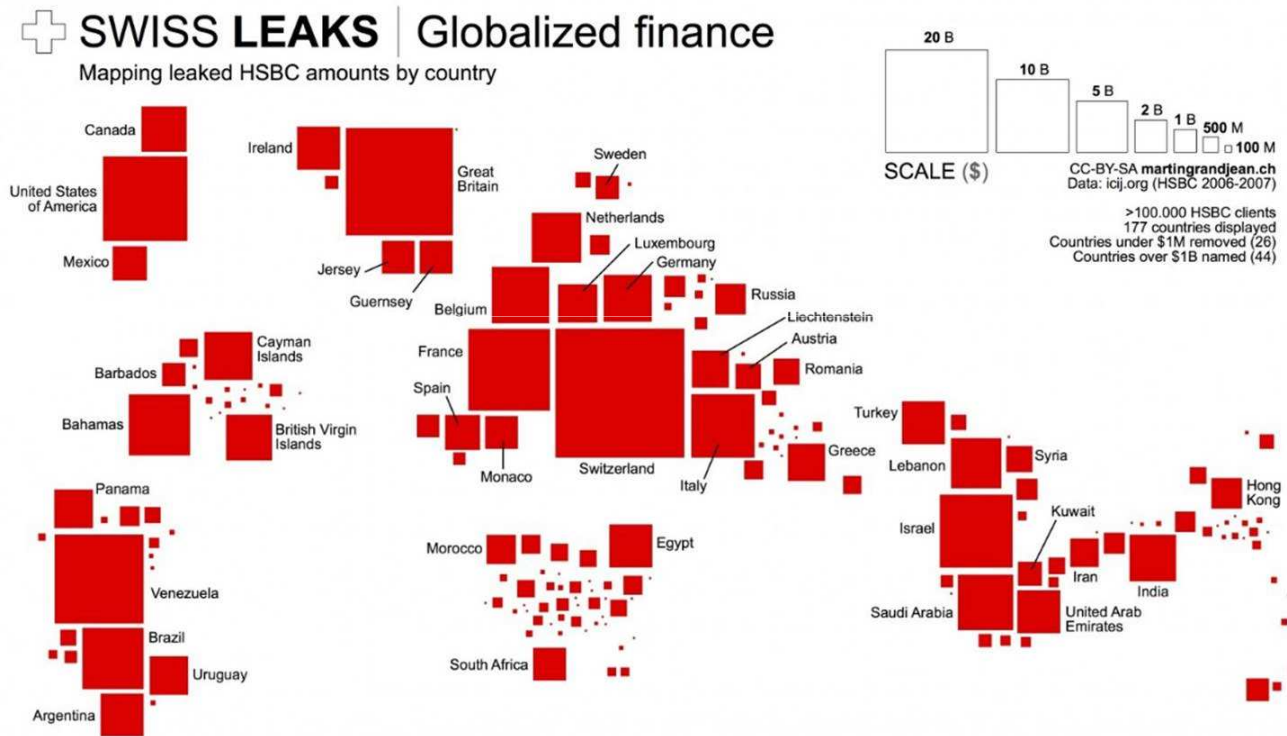 SWISS LEAKS | Globalized finance
Mapping leaked HSBC amounts by country
20 B
10 B
5 B
2 B
1 B
500 M
100 M
SCALE ($)
CC-BY-SA martingrandjean.ch
Data: icij.org (HSBC 2006-2007)
>100.000 HSBC clients
177 countries displayed
Countries under $1M removed (26)
Countries over $1B named (44)
Canada
United States
of America
Mexico
Ireland
Great
Britain
Jersey
Guernsey
Sweden
Netherlands
Luxembourg
Germany
Belgium
Russia
Liechtenstein
Austria
Romania
France
Spain
Monaco
Switzerland
Italy
Greece
Cayman
Islands
Barbados
Bahamas
British Virgin
Islands
Panama
Venezuela
Brazil
Uruguay
Argentina
Morocco
Egypt
South Africa
Turkey
Lebanon
Syria
Israel
Kuwait
Iran
Hong
Kong
India
Saudi Arabia
United Arab
Emirates